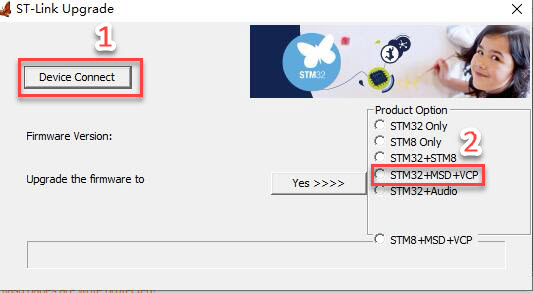 ST-Link Upgrade
1
Device Connect
STM32
Product Option
Firmware Version:
STM32 Only
STM8 Only
2
STM32+STM8
Upgrade the firmware to
Yes >>>>
STM32+MSD+VCP
STM32+Audio
STM8+MSD+VCP